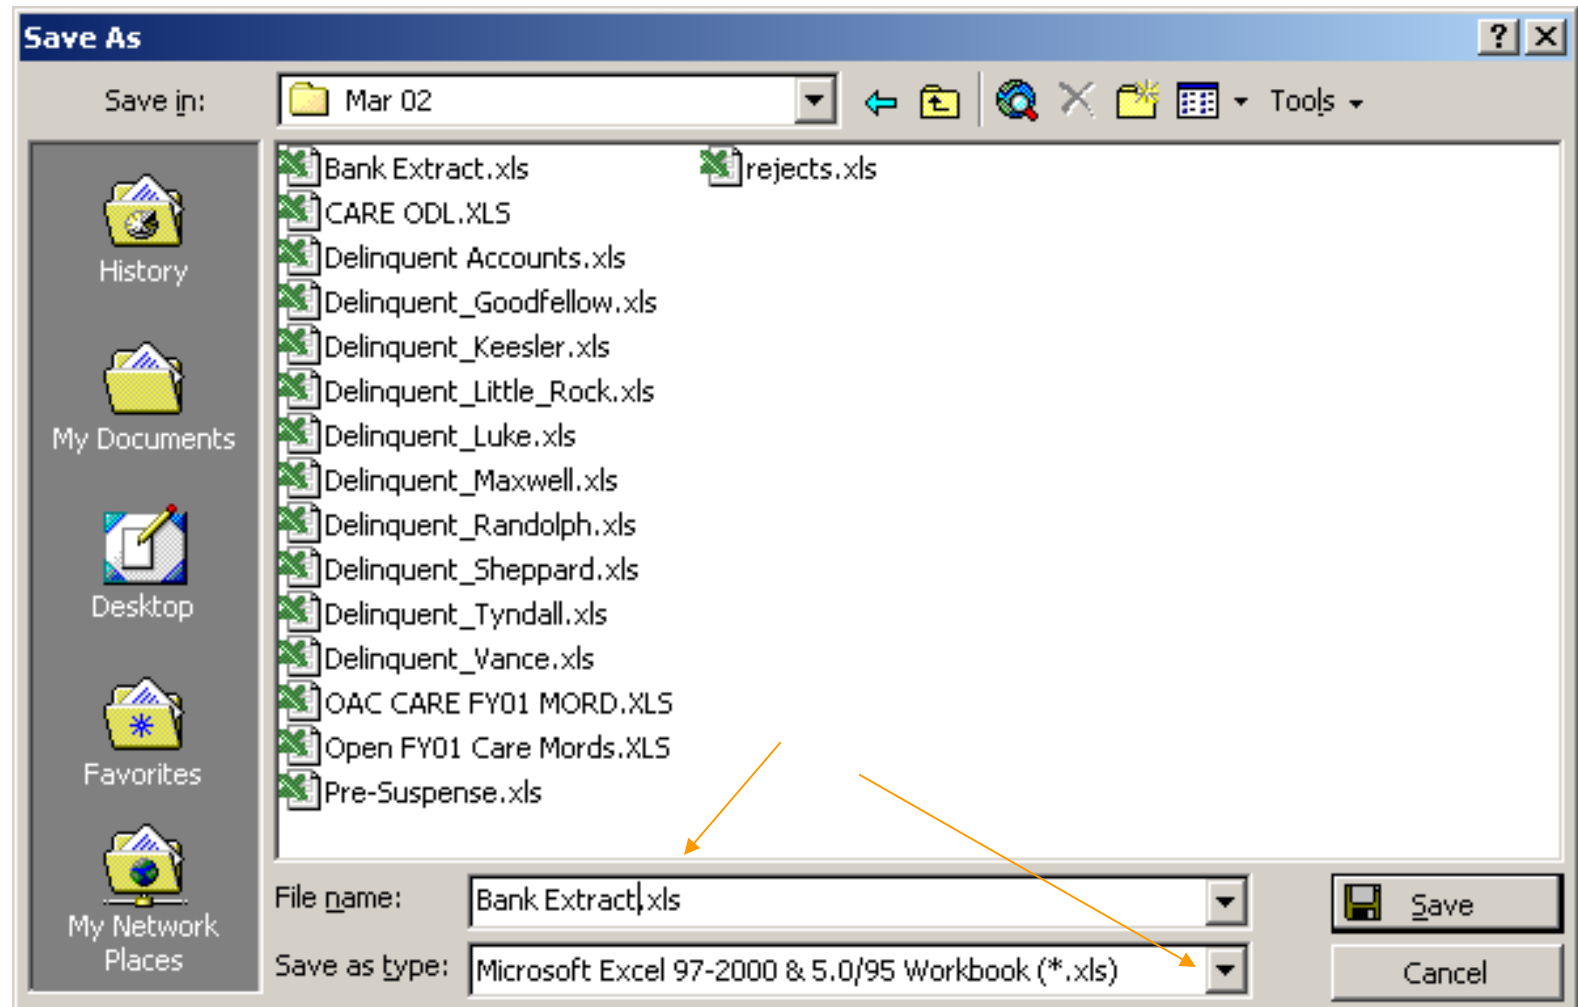 Save As
Save in:
Mar 02
Tools
History
My Documents
Desktop
Favorites
My Network
Places
Bank Extract.xls
CARE ODL.XLS
Delinquent Accounts.xls
Delinquent_Goodfellow.xls
Delinquent_Keesler.xls
Delinquent_Little_Rock.xls
Delinquent_Luke.xls
Delinquent_Maxwell.xls
Delinquent_Randolph.xls
Delinquent_Sheppard.xls
Delinquent_Tyndall.xls
Delinquent_Vance.xls
OAC CARE FY01 MORD.XLS
Open FY01 Care Mords.XLS
Pre-Suspense.xls
rejects.xls
File name:
Bank Extract.xls
Save
Save as type:
Microsoft Excel 97-2000 & 5.0/95 Workbook (*.xls)
Cancel